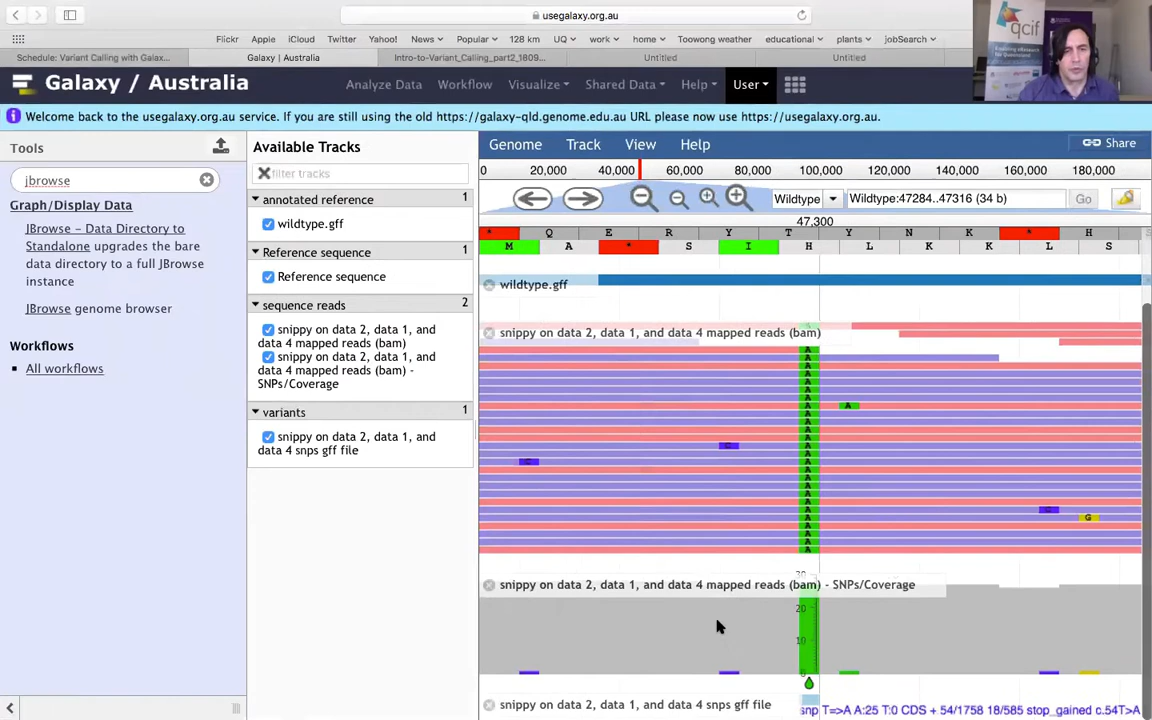 usegalaxy.org.au
Flickr Apple iCloud Twitter Yahoo! News Popular 128 km UQ work home Toowong weather educational plants jobSearch
Schedule: Variant Calling with Galax... Galaxy | Australia Intro-to-Variant_Calling_part2_1809... Untitled Untitled
qcif
Galaxy / Australia Analyze Data Workflow Visualize Shared Data Help User
Welcome back to the usegalaxy.org.au service. If you are still using the old https://galaxy-qld.genome.edu.au URL please now use https://usegalaxy.org.au.
Tools
jbrowse
Graph/Display Data
JBrowse - Data Directory to
Standalone upgrades the bare
data directory to a full JBrowse
instance
JBrowse genome browser
Workflows
All workflows
Available Tracks
filter tracks
annotated reference 1
wildtype.gff
Reference sequence 1
Reference sequence
sequence reads 2
snippy on data 2, data 1, and
data 4 mapped reads (bam)
snippy on data 2, data 1, and
data 4 mapped reads (bam) -
SNPs/Coverage
variants 1
snippy on data 2, data 1, and
data 4 snps gff file
Genome Track View Help Share
0 20,000 40,000 60,000 80,000 100,000 120,000 140,000 160,000 180,000
Wildtype Wildtype:47284..47316 (34 b) Go
47,300
* Q E R Y T Y N K * H
M A * S I H L K K L S
wildtype.gff
snippy on data 2, data 1, and data 4 mapped reads (bam)
A
A
A
A
A
A
A
A A
A
A
A
A
C A
A
C A
A
A
A
A
A
A C
A G
A
A
A
A
snippy on data 2, data 1, and data 4 mapped reads (bam) - SNPs/Coverage
20
10
0
snippy on data 2, data 1, and data 4 snps gff file
snp T=>A A:25 T:0 CDS + 54/1758 18/585 stop_gained c.54T>A